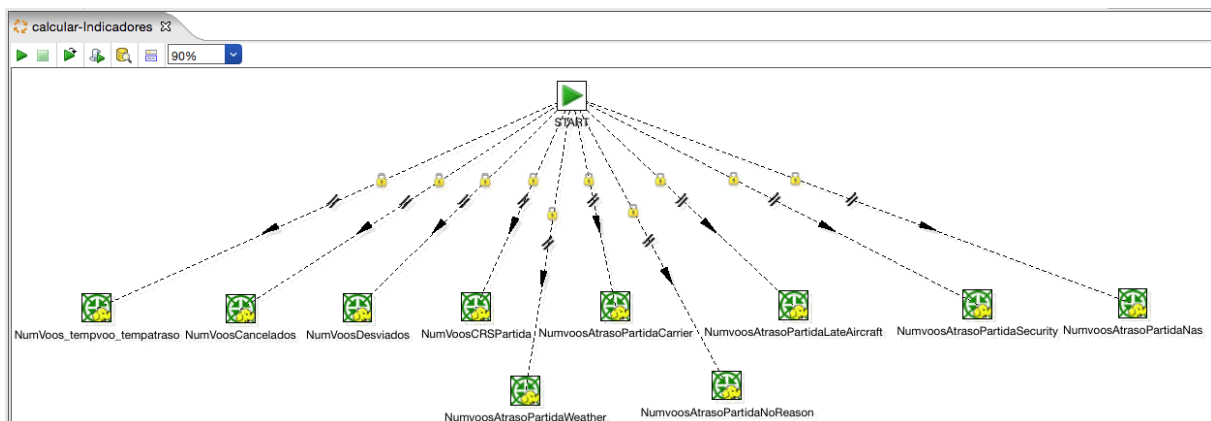 calcular-Indicadores
90%
START
NumVoos_tempvoo_tempatraso
NumVoosCancelados
NumVoosDesviados
NumVoosCRSPartida
NumvoosAtrasoPartidaCarrier
NumvoosAtrasoPartidaLateAircraft
NumvoosAtrasoPartidaSecurity
NumvoosAtrasoPartidaNas
NumvoosAtrasoPartidaWeather
NumvoosAtrasoPartidaNoReason